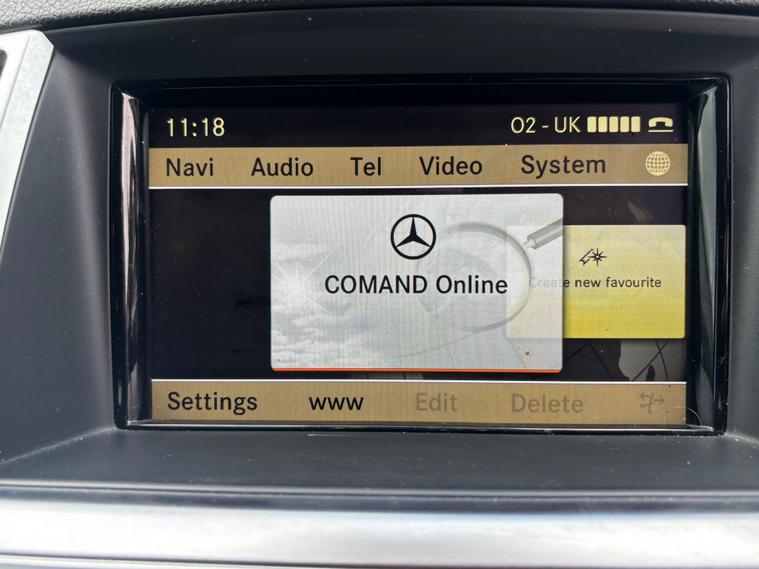 11:18 O2 - UK
Navi Audio Tel Video System
COMAND Online
Create new favourite
Settings www Edit Delete